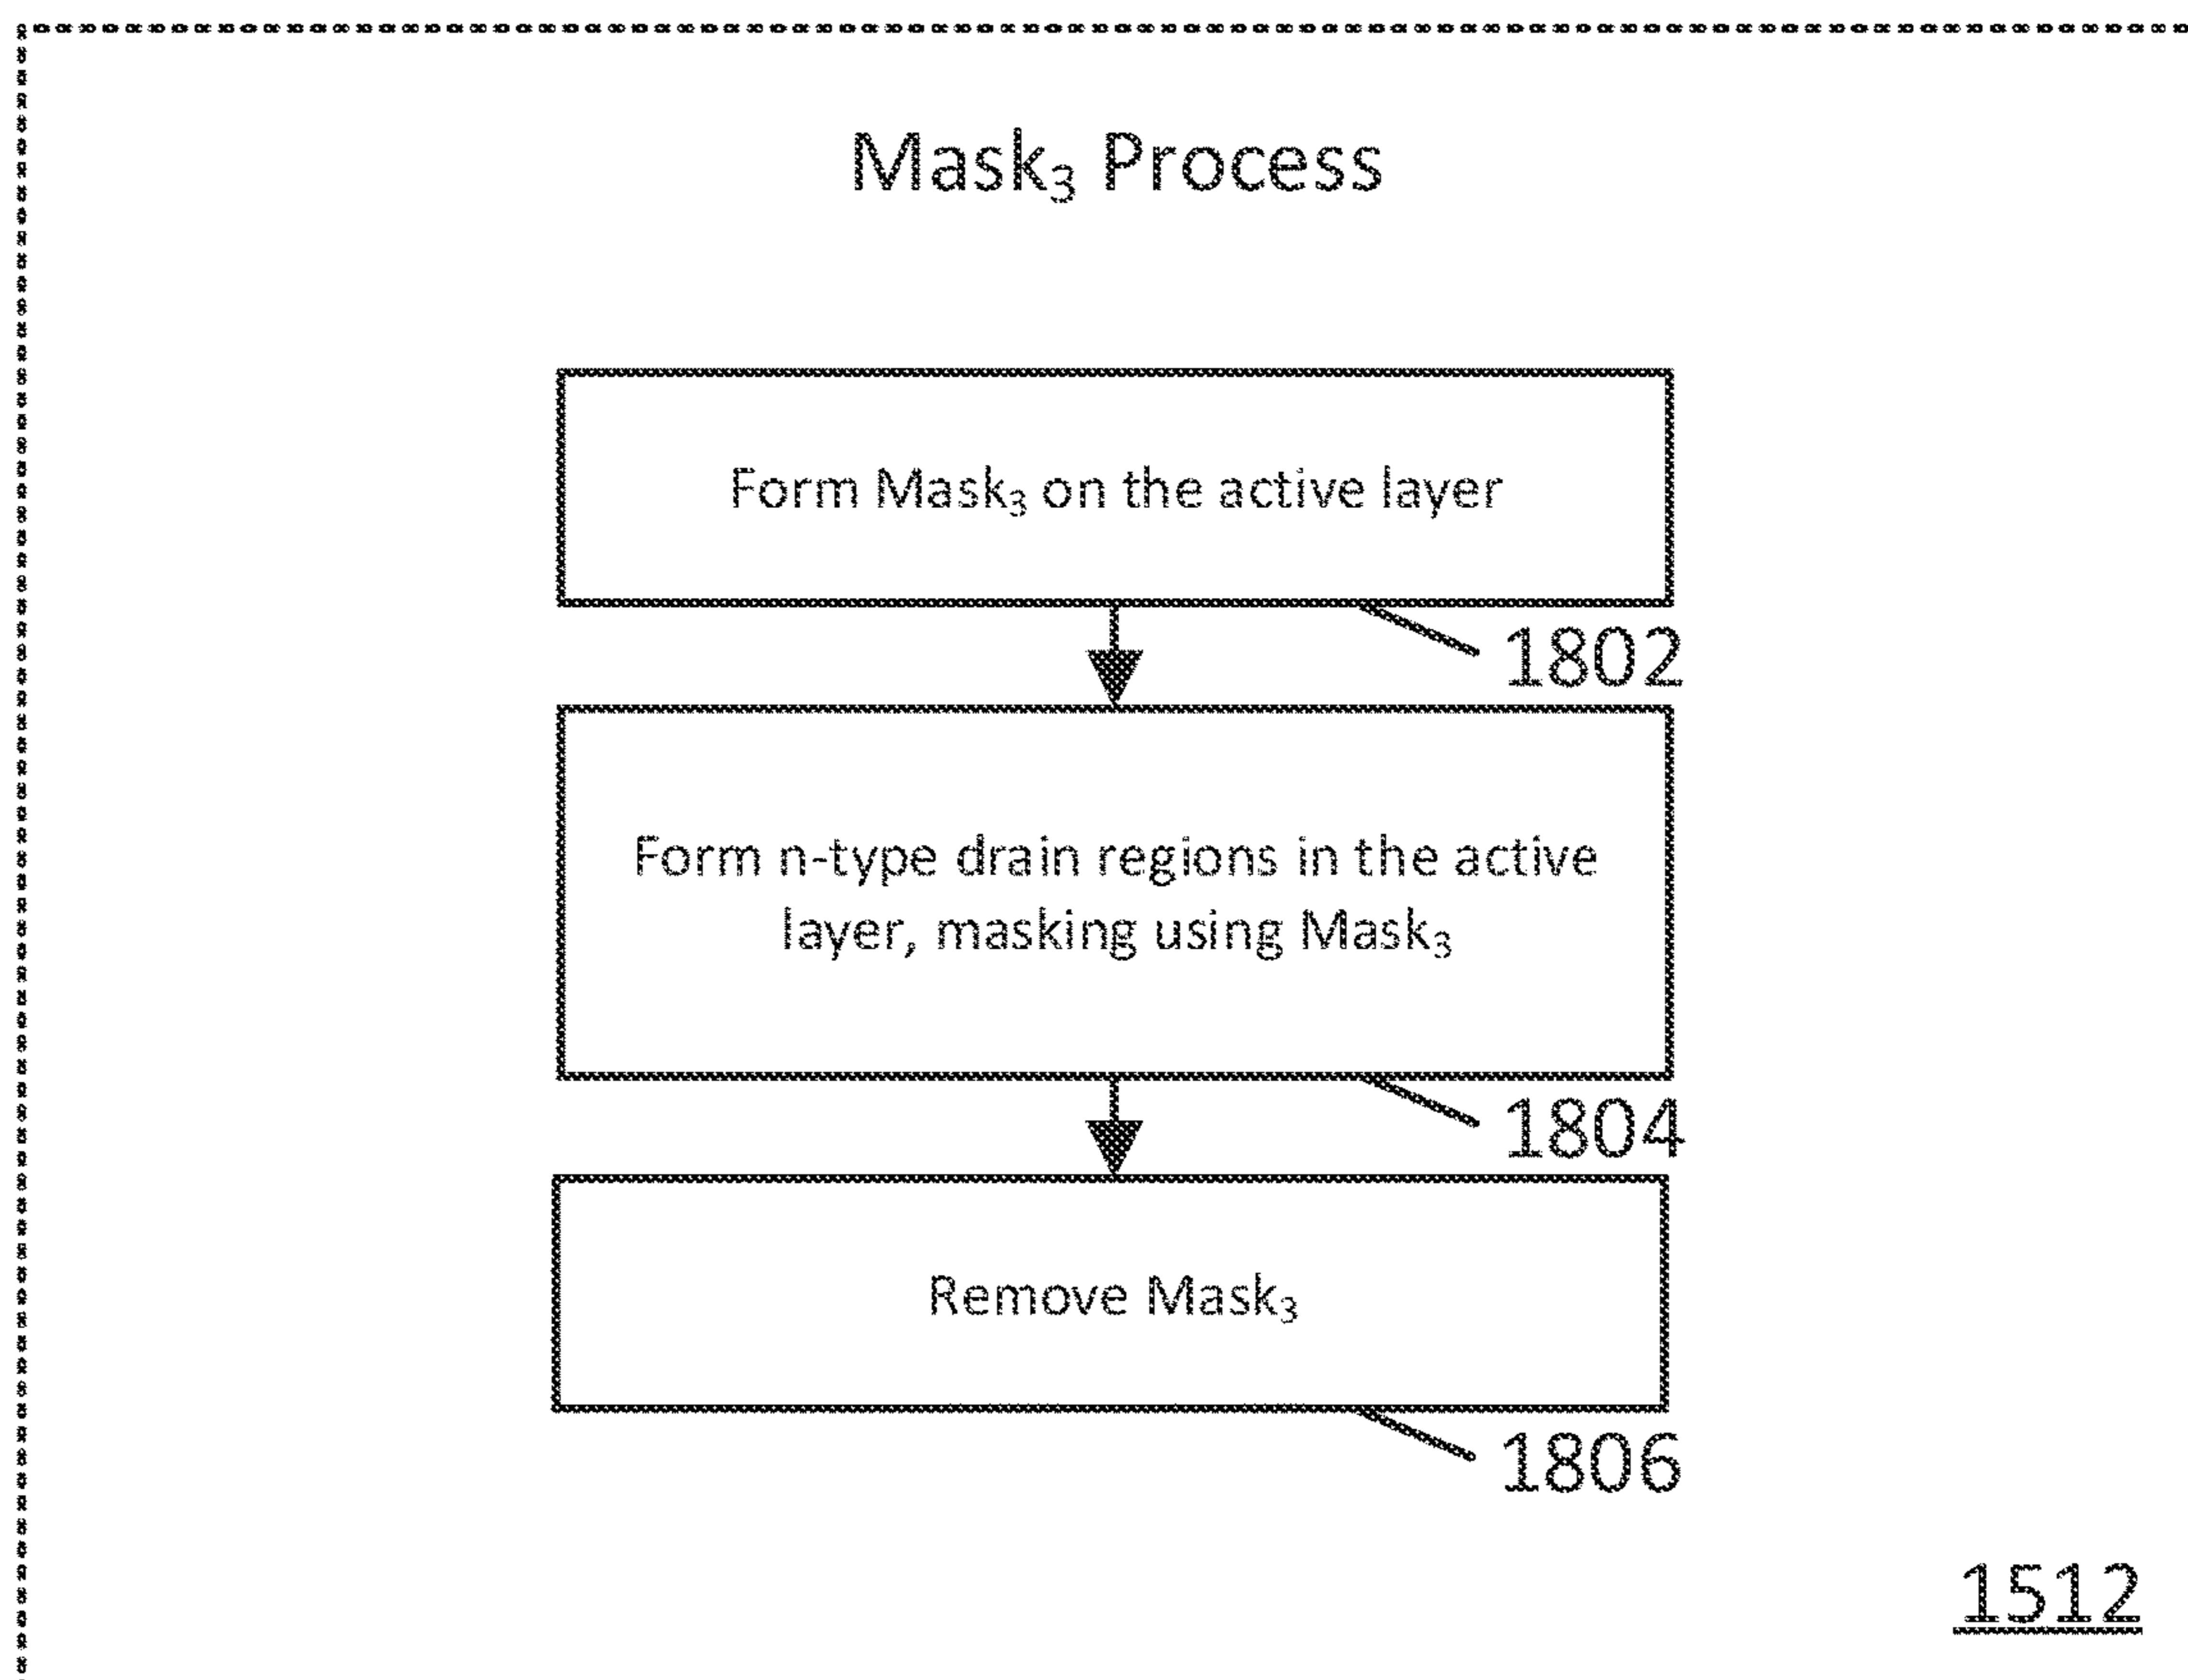 Mask₃ Process
Form Mask₃ on the active layer
1802
Form n-type drain regions in the active
layer, masking using Mask₃
1804
Remove Mask₃
1806
1512